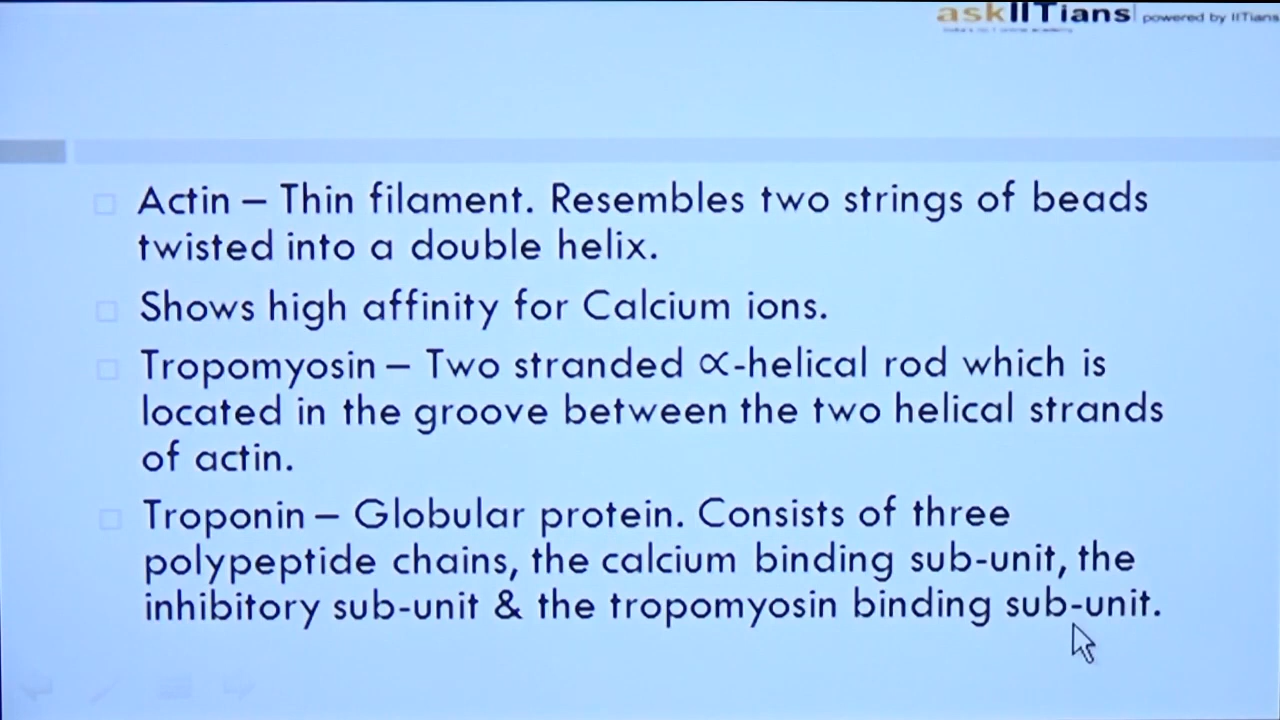 askIITians powered by IITians
Actin – Thin filament. Resembles two strings of beads
twisted into a double helix.
Shows high affinity for Calcium ions.
Tropomyosin – Two stranded ∝-helical rod which is
located in the groove between the two helical strands
of actin.
Troponin – Globular protein. Consists of three
polypeptide chains, the calcium binding sub-unit, the
inhibitory sub-unit & the tropomyosin binding sub-unit.